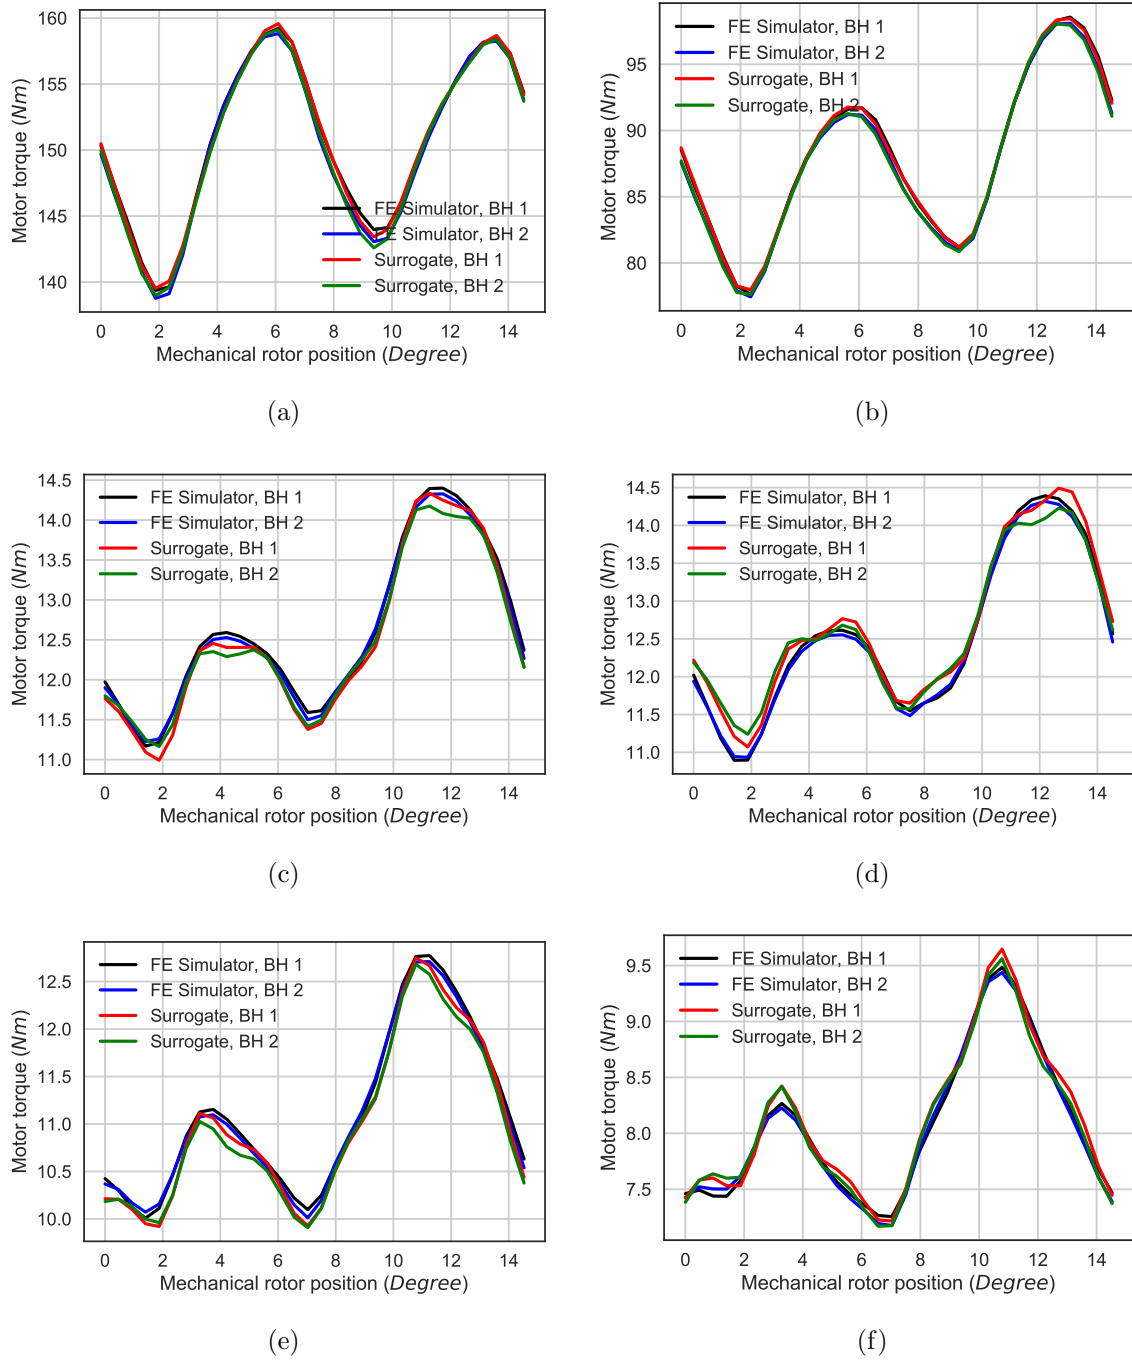 160
155
150
145
140
Motor torque (Nm)
FE Simulator, BH 1
FE Simulator, BH 2
Surrogate, BH 1
Surrogate, BH 2
0 2 4 6 8 10 12 14
Mechanical rotor position (Degree)
(a)
95
90
85
80
Motor torque (Nm)
FE Simulator, BH 1
FE Simulator, BH 2
Surrogate, BH 1
Surrogate, BH 2
0 2 4 6 8 10 12 14
Mechanical rotor position (Degree)
(b)
14.5
14.0
13.5
13.0
12.5
12.0
11.5
11.0
Motor torque (Nm)
FE Simulator, BH 1
FE Simulator, BH 2
Surrogate, BH 1
Surrogate, BH 2
0 2 4 6 8 10 12 14
Mechanical rotor position (Degree)
(c)
14.5
14.0
13.5
13.0
12.5
12.0
11.5
11.0
Motor torque (Nm)
FE Simulator, BH 1
FE Simulator, BH 2
Surrogate, BH 1
Surrogate, BH 2
0 2 4 6 8 10 12 14
Mechanical rotor position (Degree)
(d)
12.5
12.0
11.5
11.0
10.5
10.0
Motor torque (Nm)
FE Simulator, BH 1
FE Simulator, BH 2
Surrogate, BH 1
Surrogate, BH 2
0 2 4 6 8 10 12 14
Mechanical rotor position (Degree)
(e)
9.5
9.0
8.5
8.0
7.5
Motor torque (Nm)
FE Simulator, BH 1
FE Simulator, BH 2
Surrogate, BH 1
Surrogate, BH 2
0 2 4 6 8 10 12 14
Mechanical rotor position (Degree)
(f)